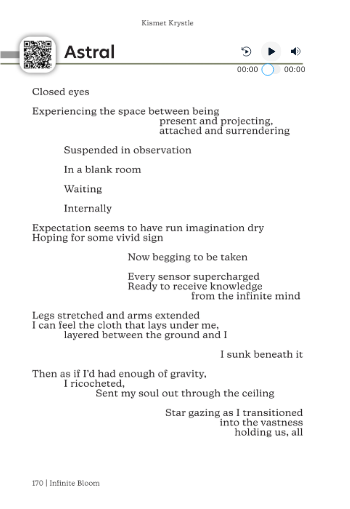 Kismet Krystle
Astral
00:00 00:00
Closed eyes
Experiencing the space between being
present and projecting,
attached and surrendering
Suspended in observation
In a blank room
Waiting
Internally
Expectation seems to have run imagination dry
Hoping for some vivid sign
Now begging to be taken
Every sensor supercharged
Ready to receive knowledge
from the infinite mind
Legs stretched and arms extended
I can feel the cloth that lays under me,
layered between the ground and I
I sunk beneath it
Then as if I'd had enough of gravity,
I ricocheted,
Sent my soul out through the ceiling
Star gazing as I transitioned
into the vastness
holding us, all
170 | Infinite Bloom